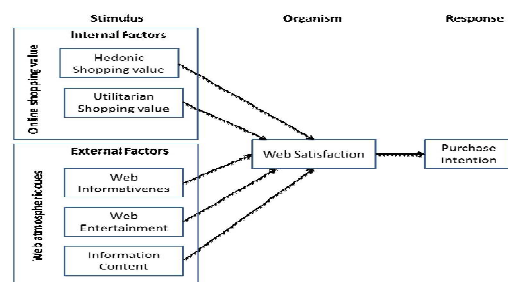 Stimulus
Organism
Response
Internal Factors
Online shopping value
Hedonic
Shopping value
Utilitarian
Shopping value
External Factors
Web atmospheric cues
Web
Informativenes
Web
Entertainment
Information
Content
Web Satisfaction
Purchase
Intention